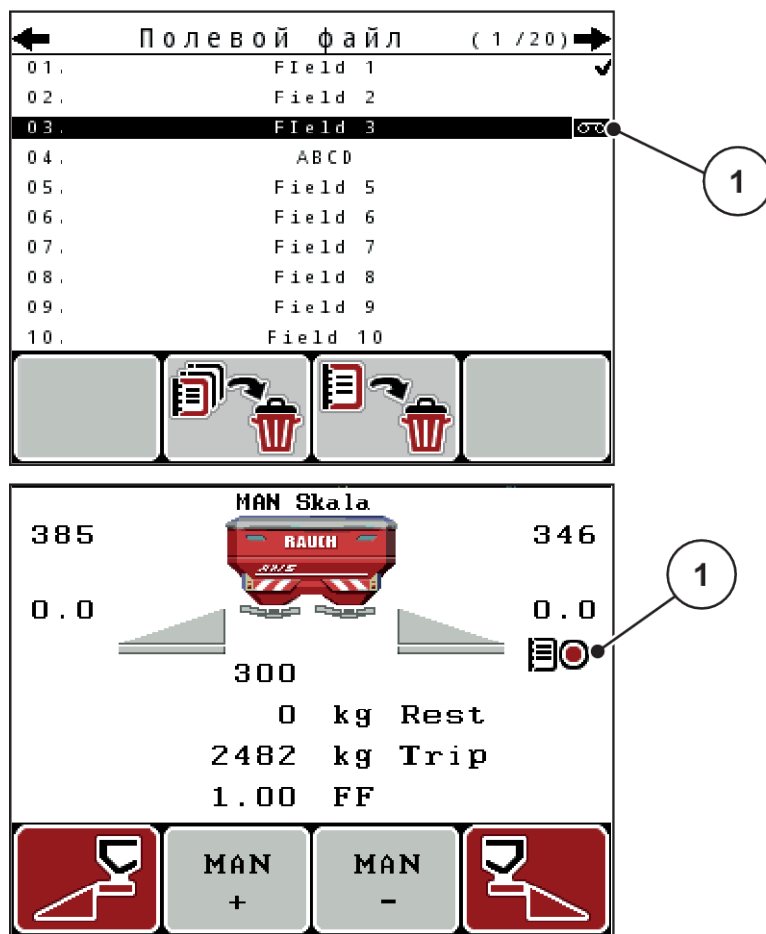 Полевой файл (1/20)
01. FIeld 1
02. Field 2
03. FIeld 3
04. ABCD
05. Field 5
06. Field 6
07. Field 7
08. Field 8
09. Field 9
10. Field 10
1
MAN Skala
385 346
RAUCH
AXIS
0.0 0.0
1
300
0 kg Rest
2482 kg Trip
1.00 FF
MAN + MAN -